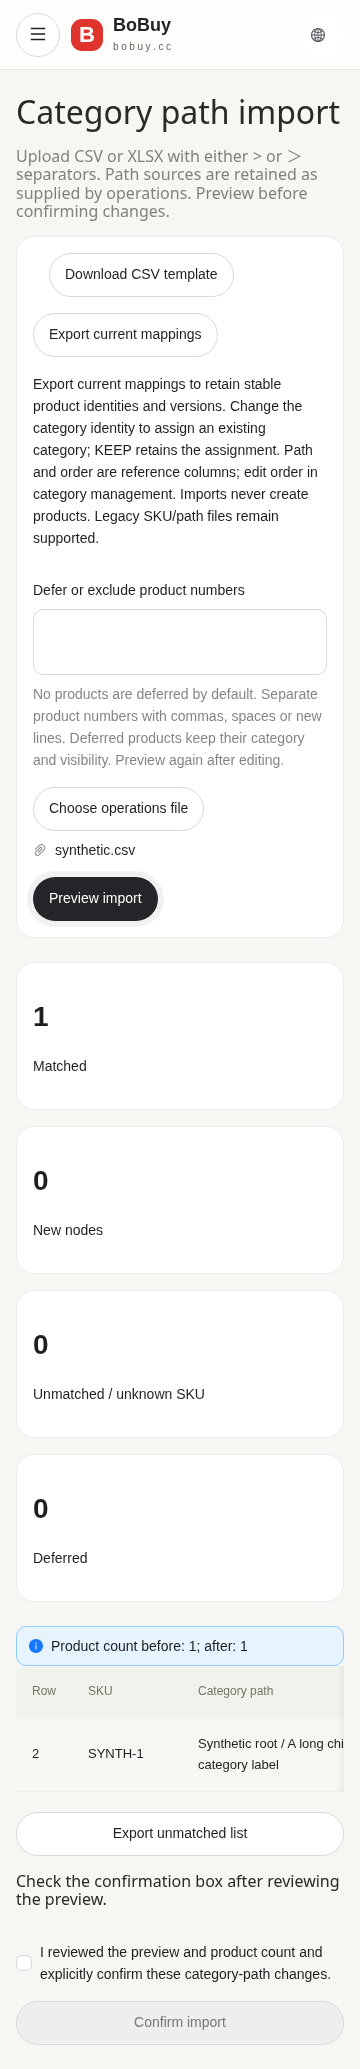 B BoBuy
bobuy.cc
Category path import
Upload CSV or XLSX with either > or ＞
separators. Path sources are retained as
supplied by operations. Preview before
confirming changes.
Download CSV template
Export current mappings
Export current mappings to retain stable
product identities and versions. Change the
category identity to assign an existing
category; KEEP retains the assignment. Path
and order are reference columns; edit order in
category management. Imports never create
products. Legacy SKU/path files remain
supported.
Defer or exclude product numbers
No products are deferred by default. Separate
product numbers with commas, spaces or new
lines. Deferred products keep their category
and visibility. Preview again after editing.
Choose operations file
synthetic.csv
Preview import
1
Matched
0
New nodes
0
Unmatched / unknown SKU
0
Deferred
Product count before: 1; after: 1
Row SKU Category path
2 SYNTH-1 Synthetic root / A long chi
category label
Export unmatched list
Check the confirmation box after reviewing
the preview.
I reviewed the preview and product count and
explicitly confirm these category-path changes.
Confirm import